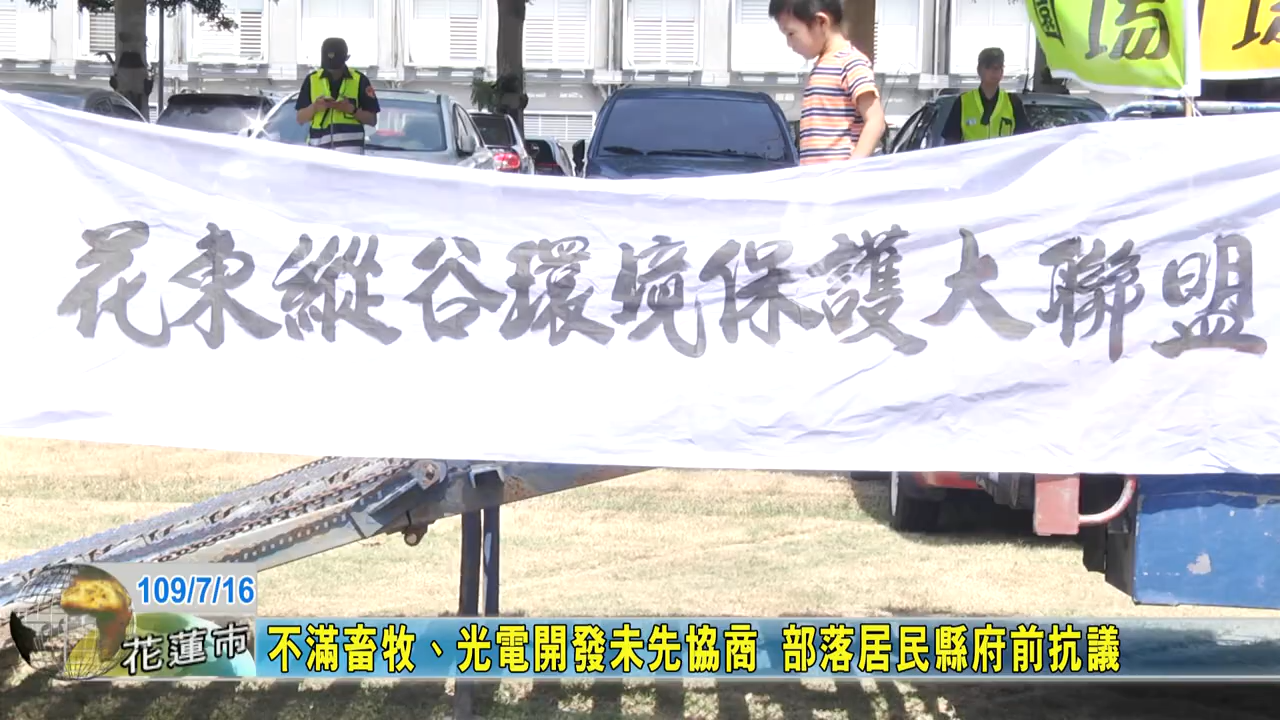 场
花東縱谷環境保護大聯盟
109/7/16
花蓮市
不滿畜牧、光電開發未先協商 部落居民縣府前抗議